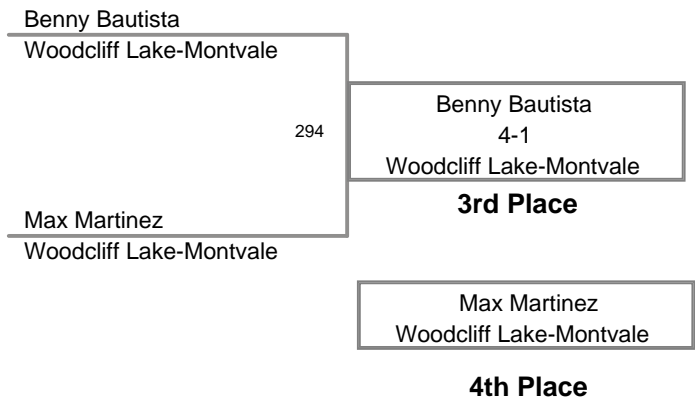 Benny Bautista
Woodcliff Lake-Montvale
294
Benny Bautista
4-1
Woodcliff Lake-Montvale
3rd Place
Max Martinez
Woodcliff Lake-Montvale
Max Martinez
Woodcliff Lake-Montvale
4th Place